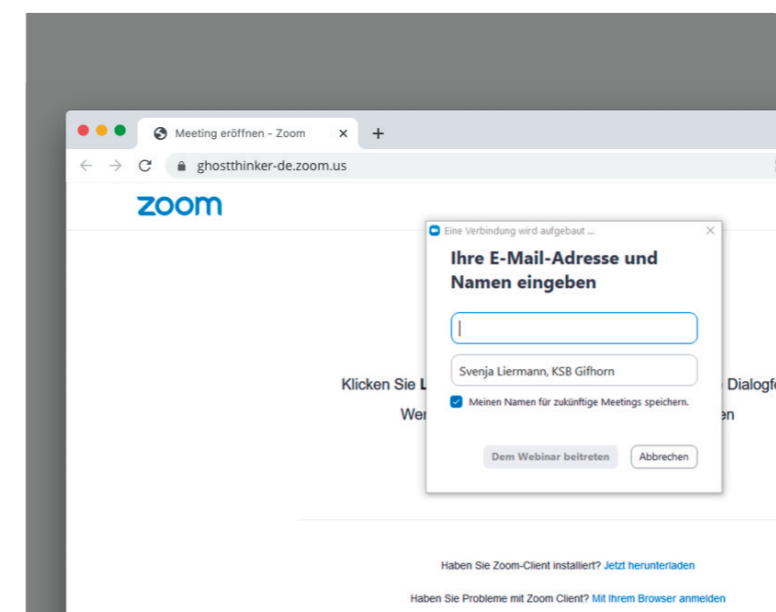 Meeting eröffnen - Zoom
ghostthinker-de.zoom.us
zoom
Eine Verbindung wird aufgebaut ...
Ihre E-Mail-Adresse und
Namen eingeben
Svenja Liermann, KSB Gifhorn
Klicken Sie L
Dialogfe
Meinen Namen für zukünftige Meetings speichern.
Wer
en
Dem Webinar beitreten
Abbrechen
Haben Sie Zoom-Client installiert? Jetzt herunterladen
Haben Sie Probleme mit Zoom Client? Mit Ihrem Browser anmelden